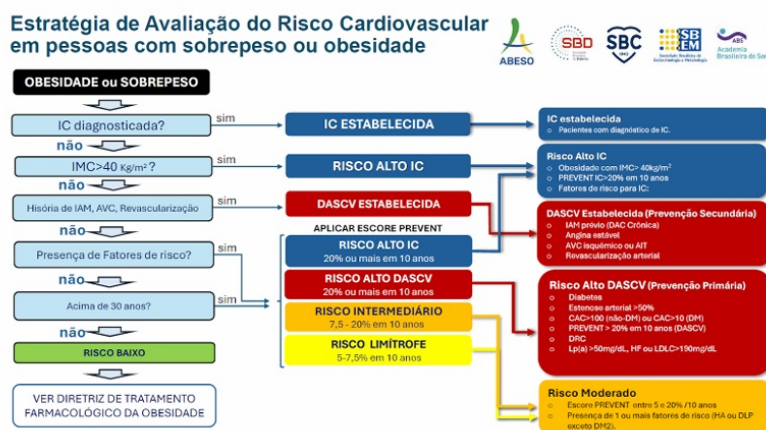 Estratégia de Avaliação do Risco Cardiovascular
em pessoas com sobrepeso ou obesidade
ABESO
SBD
SBC
SBEM
ABS
Academia
Brasileira do
OBESIDADE ou SOBREPESO
IC diagnosticada?
sim
IC ESTABELECIDA
IC estabelecida
Pacientes com diagnóstico de IC.
não
IMC>40 Kg/m² ?
sim
RISCO ALTO IC
Risco Alto IC
Obesidade com IMC> 40kg/m²
PREVENT IC>20% em 10 anos
Fatores de risco para IC:
não
Hisória de IAM, AVC, Revascularização
sim
DASCV ESTABELECIDA
DASCV Estabelecida (Prevenção Secundária)
IAM prévio (DAC Crônica)
Angina estável
AVC isquêmico ou AIT
Revascularização arterial
não
Presença de Fatores de risco?
sim
APLICAR ESCORE PREVENT
RISCO ALTO IC
20% ou mais em 10 anos
RISCO ALTO DASCV
20% ou mais em 10 anos
RISCO INTERMEDIÁRIO
7,5 - 20% em 10 anos
RISCO LIMÍTROFE
5-7,5% em 10 anos
Risco Alto DASCV (Prevenção Primária)
Diabetes
Estenose arterial >50%
CAC>100 (não-DM) ou CAC>10 (DM)
PREVENT > 20% em 10 anos (DASCV)
DRC
Lp(a) >50mg/dL, HF ou LDLC>190mg/dL
não
Acima de 30 anos?
sim
não
RISCO BAIXO
VER DIRETRIZ DE TRATAMENTO
FARMACOLÓGICO DA OBESIDADE
Risco Moderado
Escore PREVENT entre 5 e 20% /10 anos
Presença de 1 ou mais fatores de risco (HA ou DLP
exceto DM2).